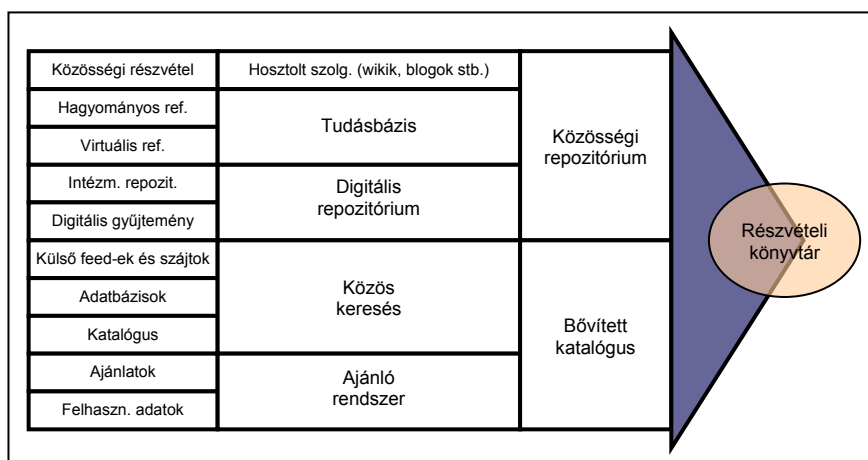 Közösségi részvétel
Hagyományos ref.
Virtuális ref.
Intézm. repozit.
Digitális gyűjtemény
Külső feed-ek és szájtok
Adatbázisok
Katalógus
Ajánlatok
Felhaszn. adatok
Hosztolt szolg. (wikik, blogok stb.)
Tudásbázis
Digitális
repozitórium
Közös
keresés
Ajánló
rendszer
Közösségi
repozitórium
Bővített
katalógus
Részvételi
könyvtár